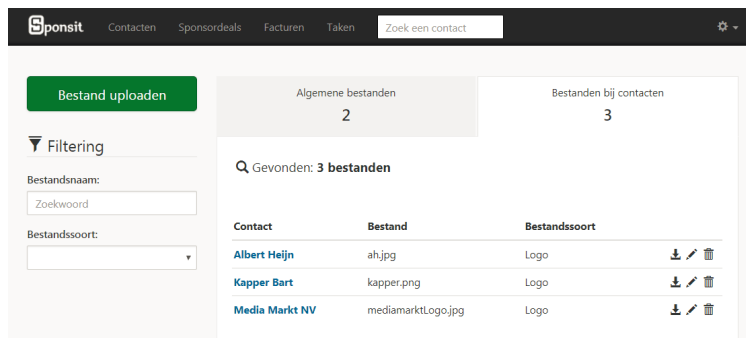 Sponsit Contacten Sponsordeals Facturen Taken Zoek een contact
Bestand uploaden
Filtering
Bestandsnaam:
Zoekwoord
Bestandssoort:
Algemene bestanden
2
Bestanden bij contacten
3
Gevonden: 3 bestanden
Contact Bestand Bestandssoort
Albert Heijn ah.jpg Logo
Kapper Bart kapper.png Logo
Media Markt NV mediamarktLogo.jpg Logo